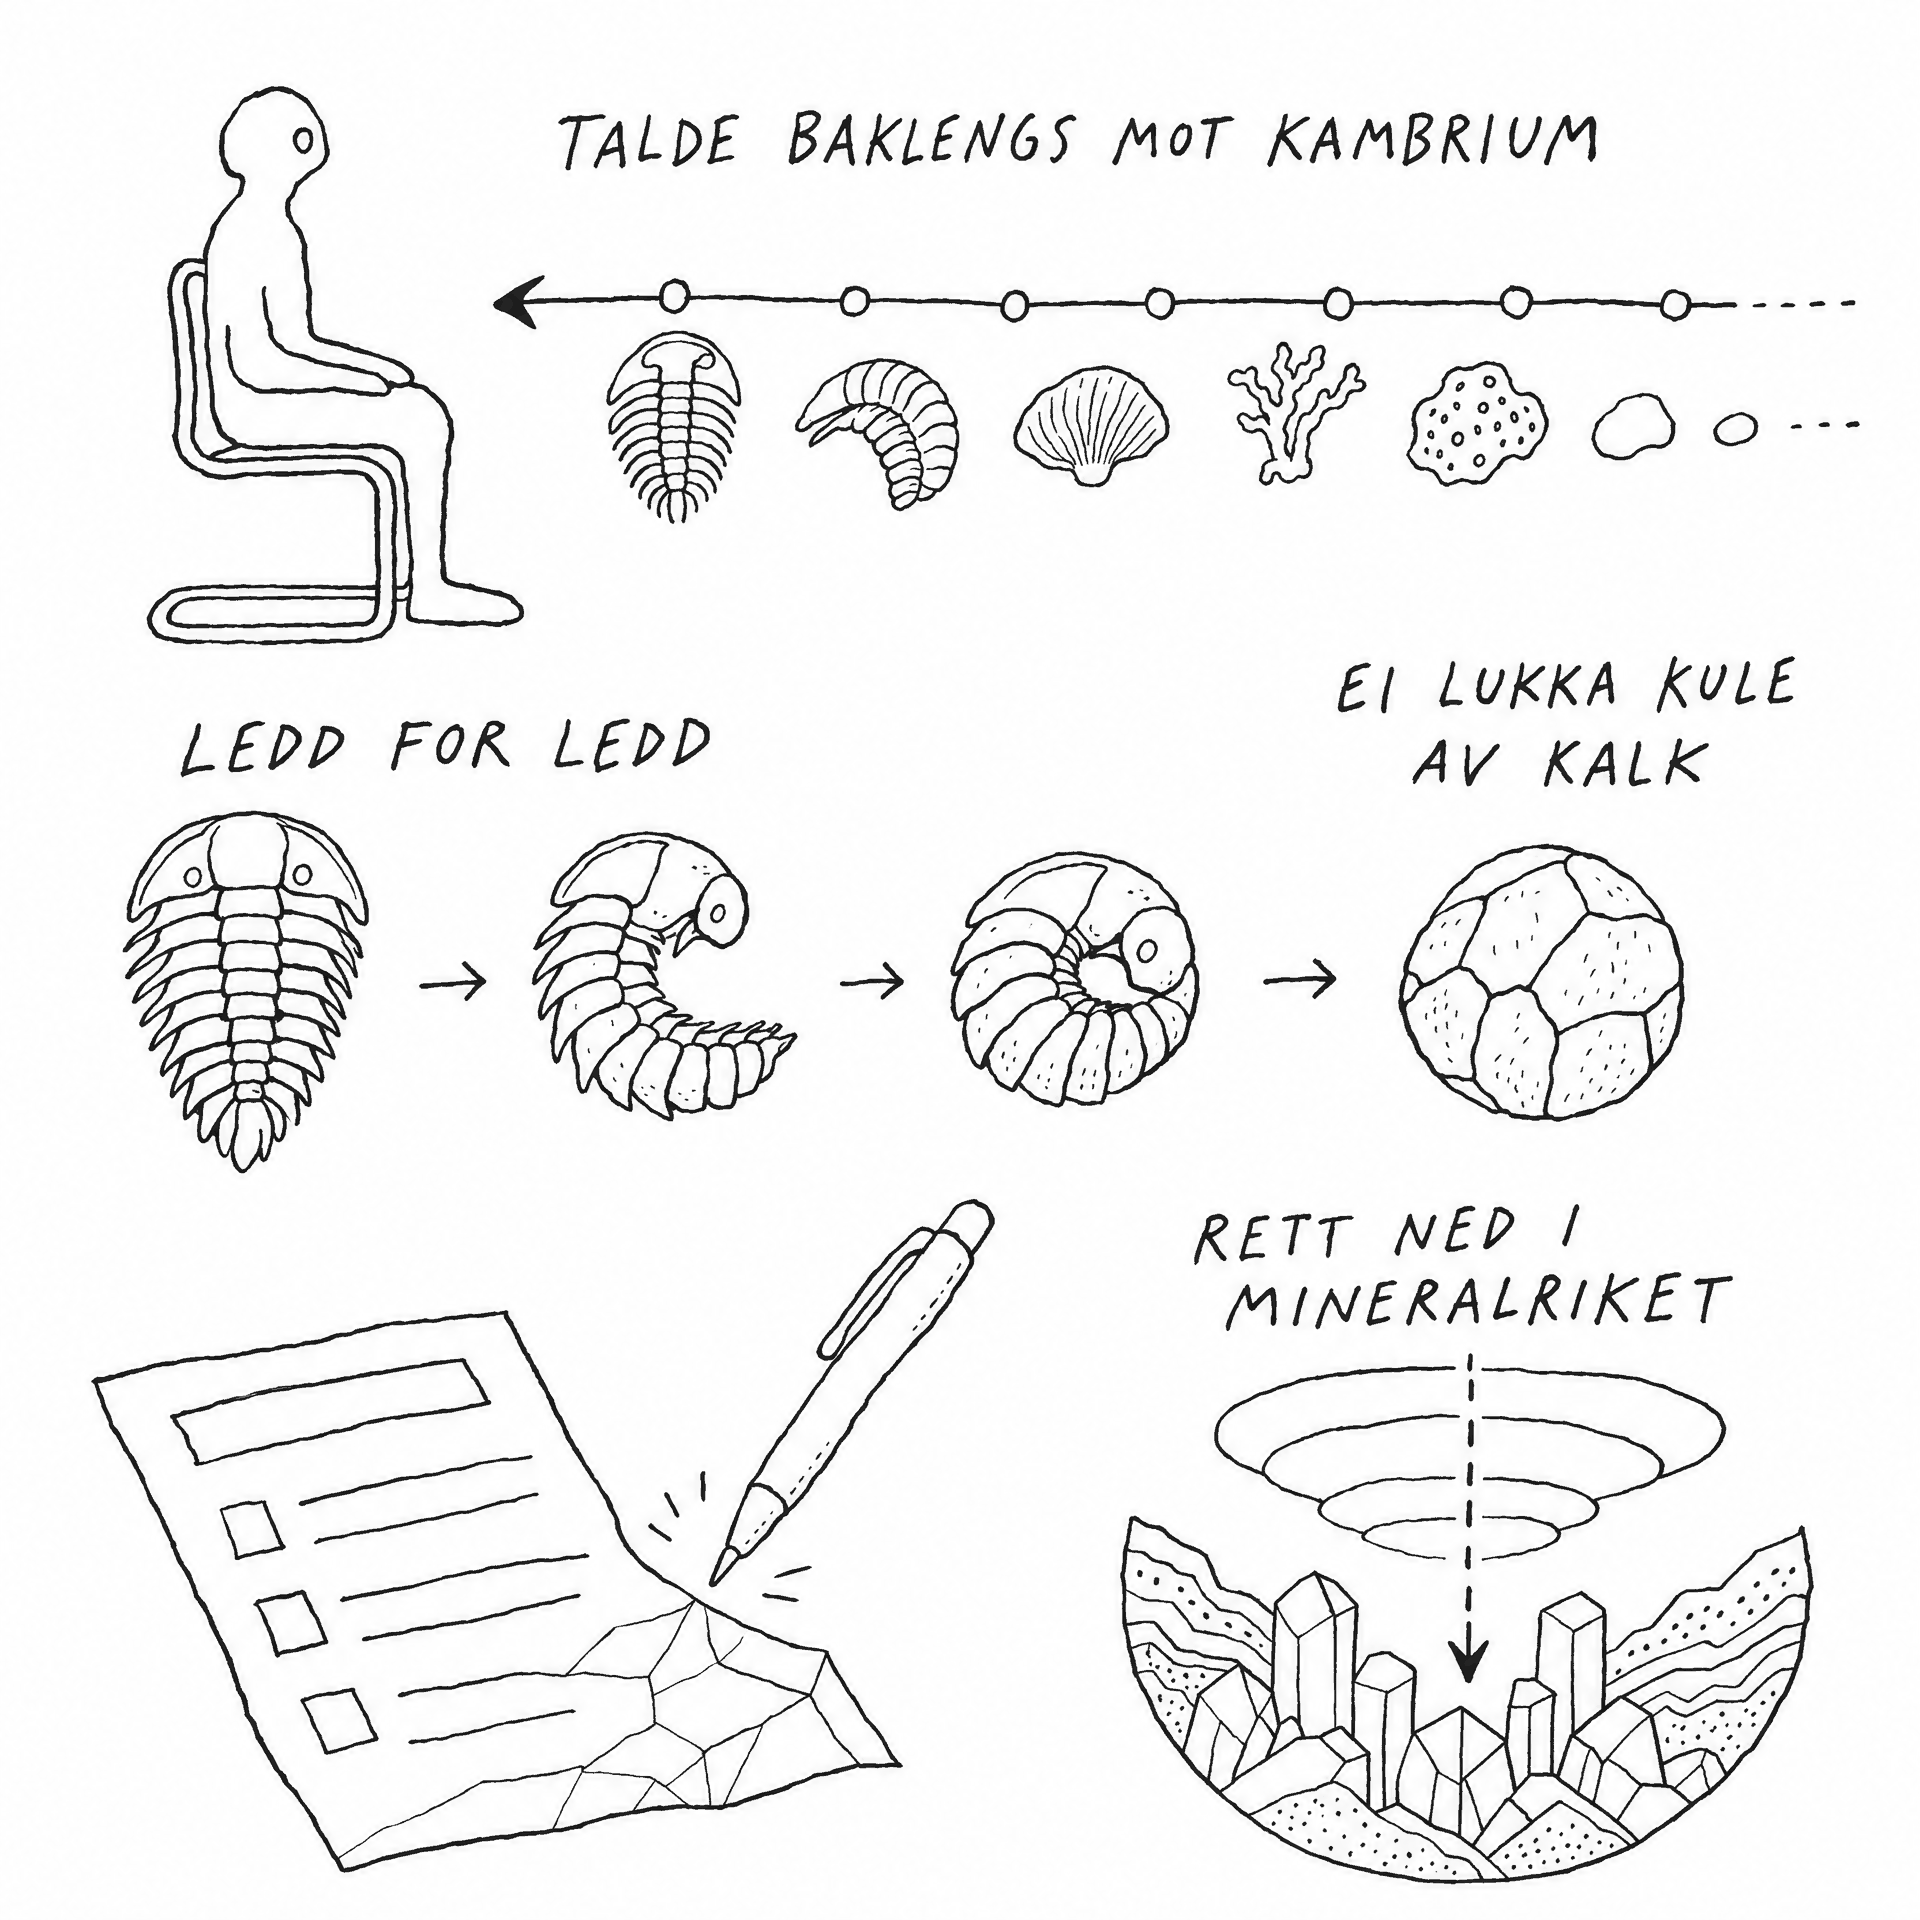 TALDE BAKLENGS MOT KAMBRIUM
LEDD FOR LEDD
EI LUKKA KULE
AV KALK
RETT NED I
MINERALRIKET